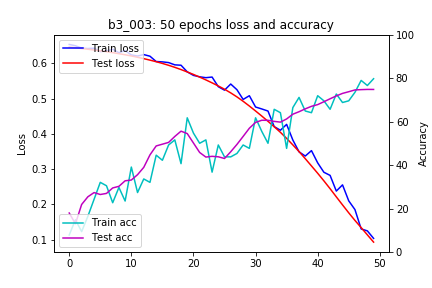 b3_003: 50 epochs loss and accuracy
Train loss
Test loss
Train acc
Test acc
Loss
0.6
0.5
0.4
0.3
0.2
0.1
Accuracy
100
80
60
40
20
0
0 10 20 30 40 50